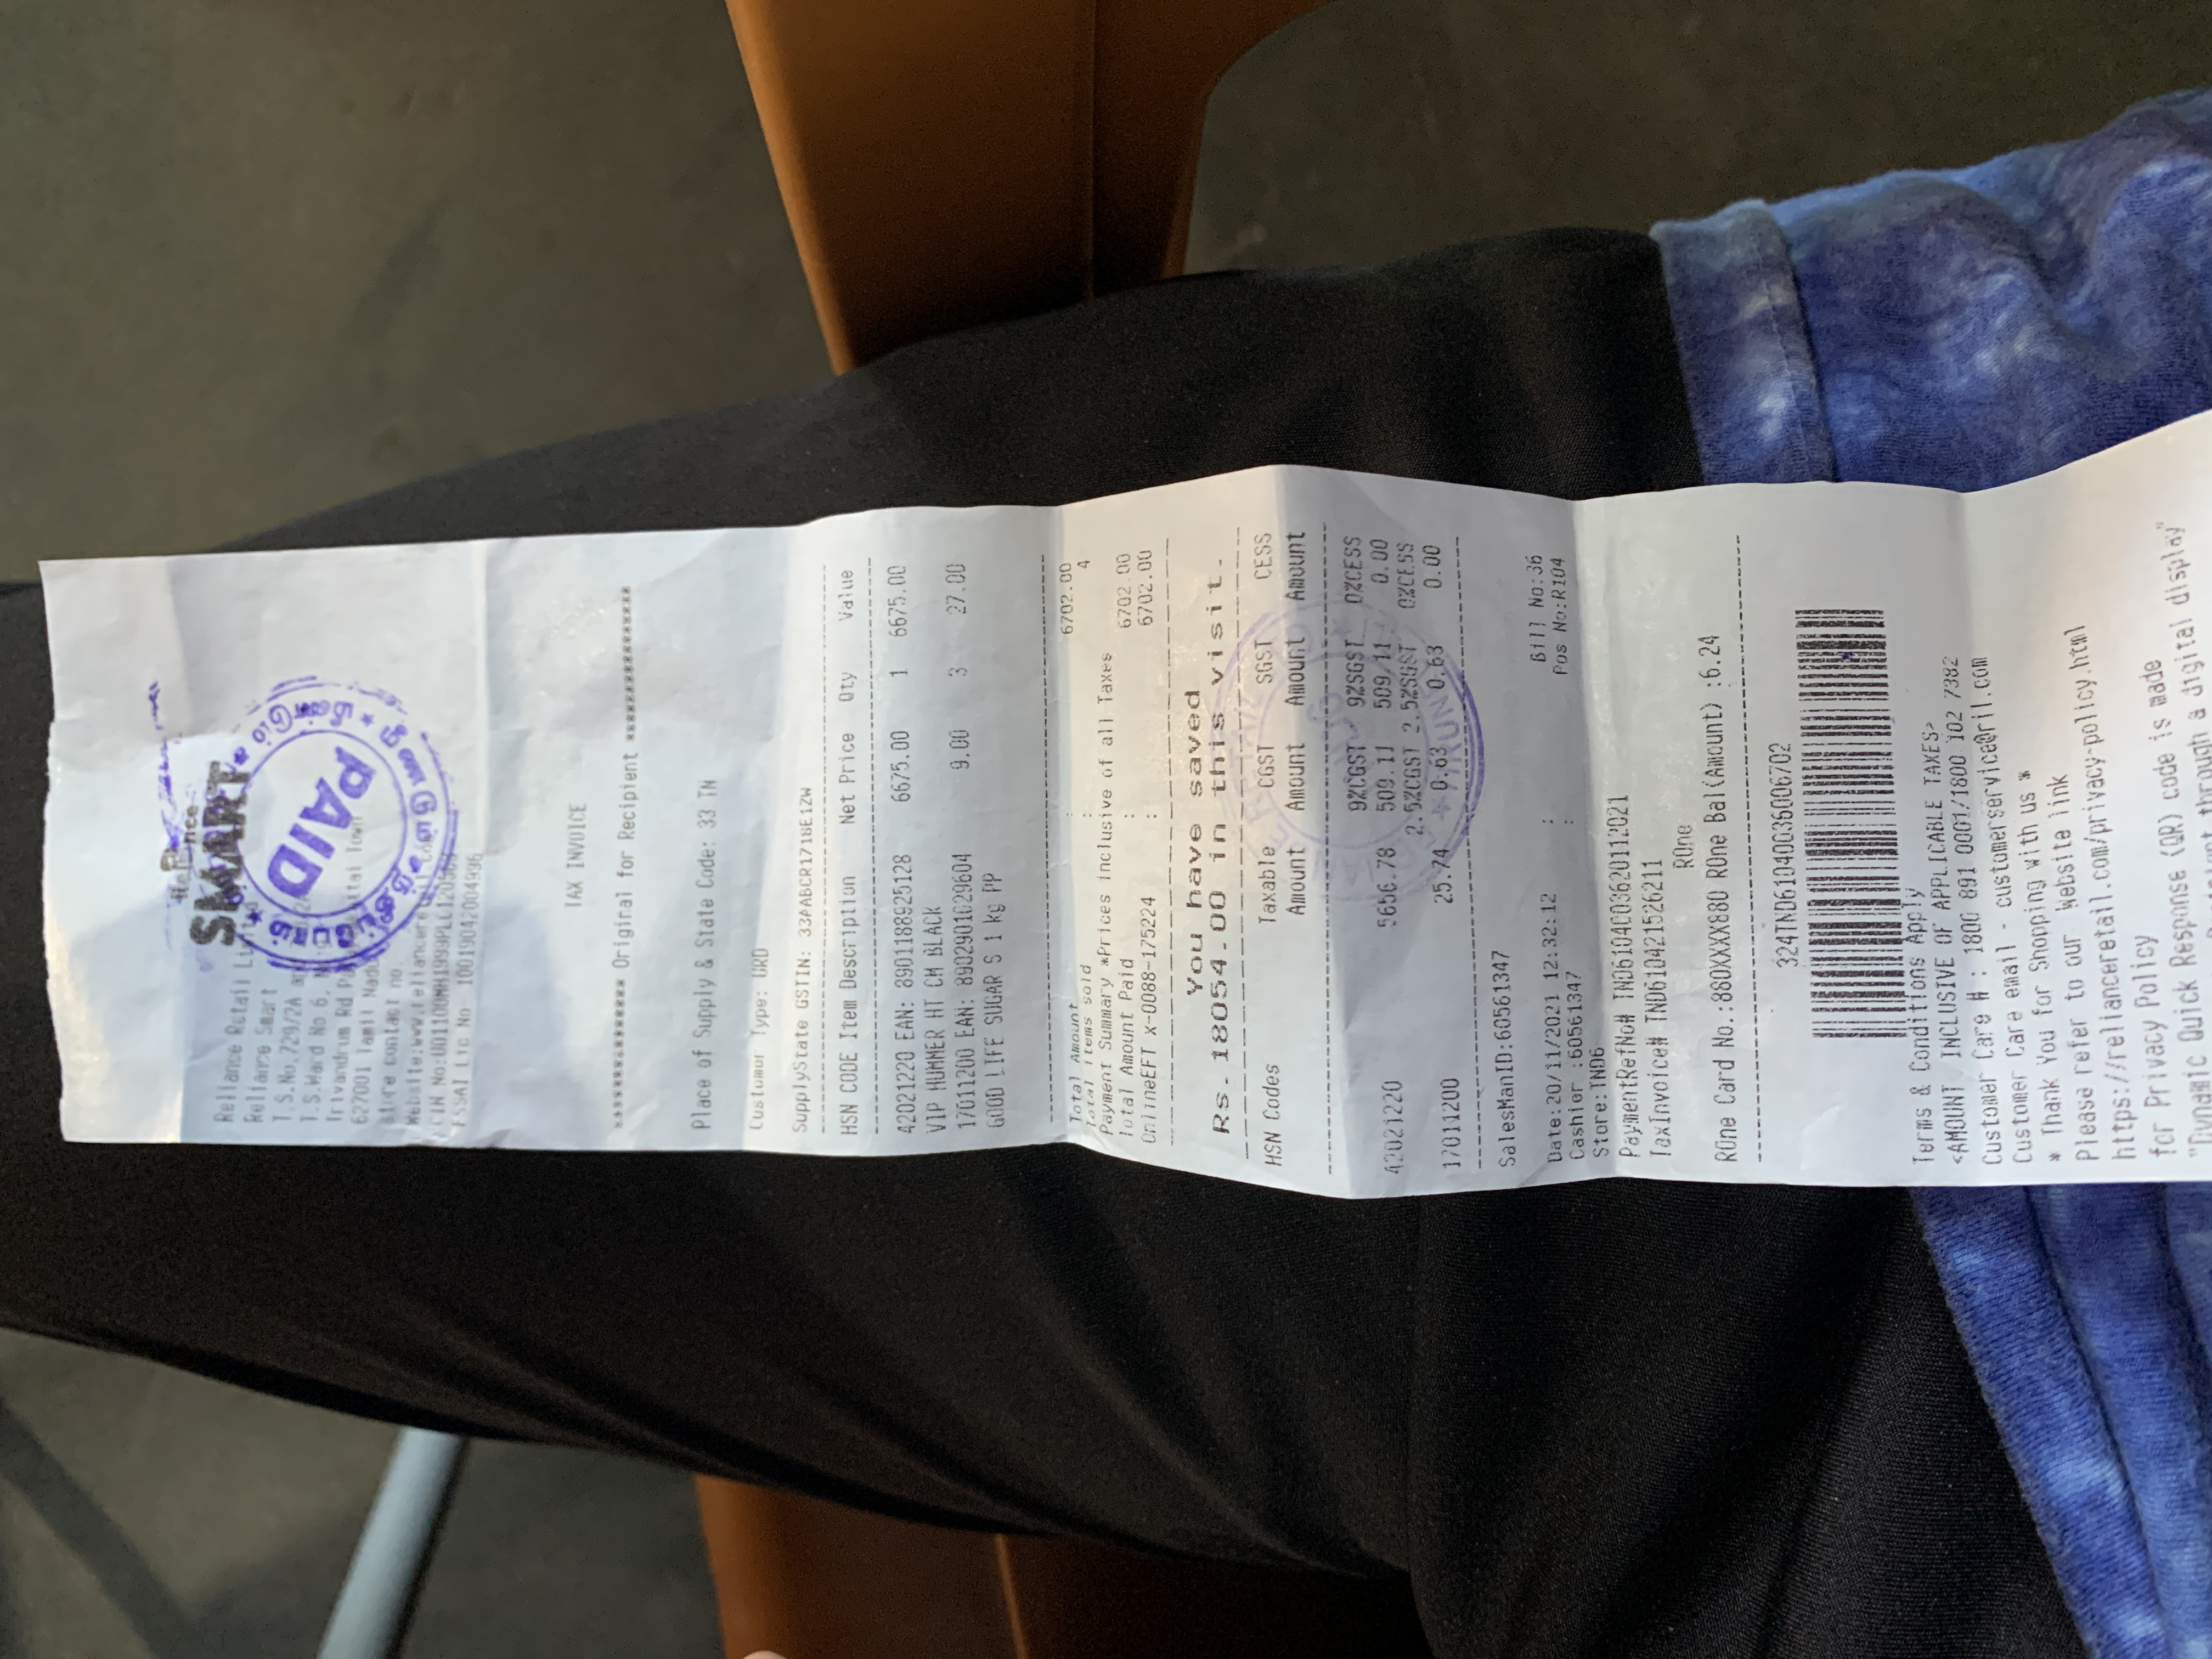 Reliance
SMART
PAID
Reliance Retail Limited
Reliance Smart
T.S.No.729/2A
T.S.Ward No.6,
Trivandrum Rd Town
627001 Tamil Nadu
store contact no.
Website:www.relianceretail.com
CIN No:U01100MH1999PLC120563
FSSAI Lic No- 10019042004996
TAX INVOICE
*************** Original for Recipient ****************
Place of Supply & State Code: 33 TN
Customer Type: URD
SupplyState GSTIN: 33AABCR1718E1ZW
HSN CODE Item Description Net Price Qty Value
42021220 EAN: 8901188925128 6675.00 1 6675.00
VIP HUMMER HT CM BLACK
17011200 EAN: 8902901029604 9.00 3 27.00
GOOD LIFE SUGAR S 1 kg PP
Total Amount : 6702.00
Total items sold : 4
Payment Summary *Prices inclusive of all Taxes
Total Amount Paid : 6702.00
OnlineEFT x-0088-175224 : 6702.00
You have saved
Rs.18054.00 in this visit.
HSN Codes Taxable CGST SGST CESS
Amount Amount Amount Amount
9%CGST 9%SGST 0%CESS
42021220 5656.78 509.11 509.11 0.00
2.5%CGST 2.5%SGST 0%CESS
17011200 25.74 0.63 0.63 0.00
SalesManID:60561347
Date:20/11/2021 12:32:12 : Bill No:36
Cashier :60561347 : Pos No:R104
Store:TND6
PaymentRefNo# TND6104003620112021
TaxInvoice# TND610421526211
ROne
ROne Card No.:880XXXX880 ROne Bal(Amount) :6.24
324TND61040036006702
Terms & Conditions Apply
<AMOUNT INCLUSIVE OF APPLICABLE TAXES>
Customer Care # : 1800 891 0001/1800 102 7382
Customer Care email - customerservice@ril.com
* Thank You for Shopping with us *
Please refer to our Website link
https://relianceretail.com/privacy-policy.html
for Privacy Policy
"Dynamic Quick Response (QR) code is made
through a digital display"